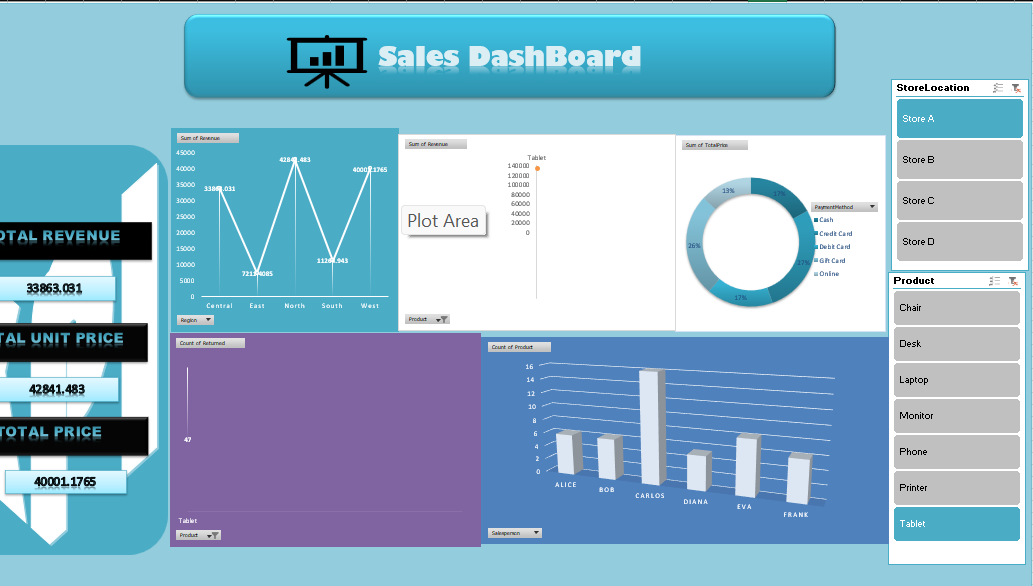 Sales DashBoard
OTAL REVENUE
33863.031
TAL UNIT PRICE
42841.483
TOTAL PRICE
40001.1765
Sum of Revenue
45000
40000
35000
30000
25000
20000
15000
10000
5000
0
33863.031
42841.483
40001.1765
Central
East
North
South
West
Region
Sum of Revenue
Tablet
140000
120000
100000
80000
60000
40000
20000
0
Plot Area
Product
Sum of TotalPrice
13%
17%
26%
27%
17%
PaymentMethod
Cash
Credit Card
Debit Card
Gift Card
Online
Count of Returned
47
Tablet
Product
Count of Product
16
14
12
10
8
6
4
2
0
ALICE
BOB
CARLOS
DIANA
EVA
FRANK
Salesperson
StoreLocation
Store A
Store B
Store C
Store D
Product
Chair
Desk
Laptop
Monitor
Phone
Printer
Tablet